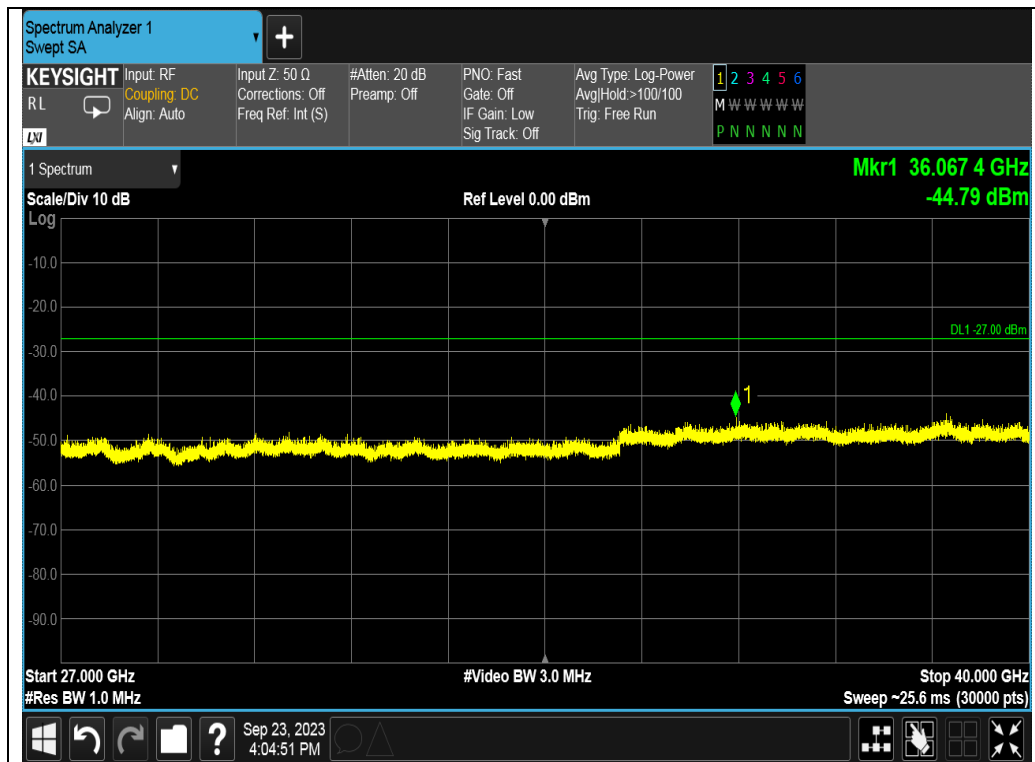 Spectrum Analyzer 1
Swept SA
+
KEYSIGHT
RL
LXI
Input: RF
Coupling: DC
Align: Auto
Input Z: 50 Ω
Corrections: Off
Freq Ref: Int (S)
#Atten: 20 dB
Preamp: Off
PNO: Fast
Gate: Off
IF Gain: Low
Sig Track: Off
Avg Type: Log-Power
Avg|Hold:>100/100
Trig: Free Run
1 2 3 4 5 6
M W W W W W
P N N N N N
1 Spectrum
Mkr1 36.067 4 GHz
-44.79 dBm
Scale/Div 10 dB
Ref Level 0.00 dBm
Log
-10.0
-20.0
DL1 -27.00 dBm
-30.0
-40.0
1
-50.0
-60.0
-70.0
-80.0
-90.0
Start 27.000 GHz
#Video BW 3.0 MHz
Stop 40.000 GHz
#Res BW 1.0 MHz
Sweep ~25.6 ms (30000 pts)
?
Sep 23, 2023
4:04:51 PM